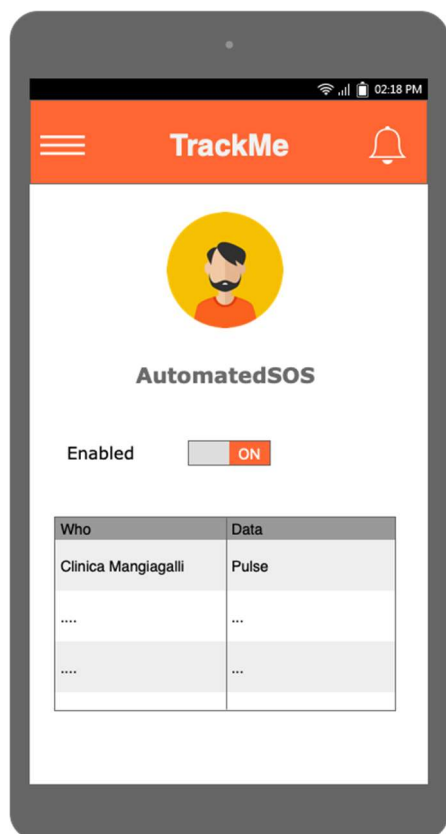 02:18 PM
TrackMe
AutomatedSOS
Enabled ON
Who Data
Clinica Mangiagalli Pulse
.... ...
.... ...